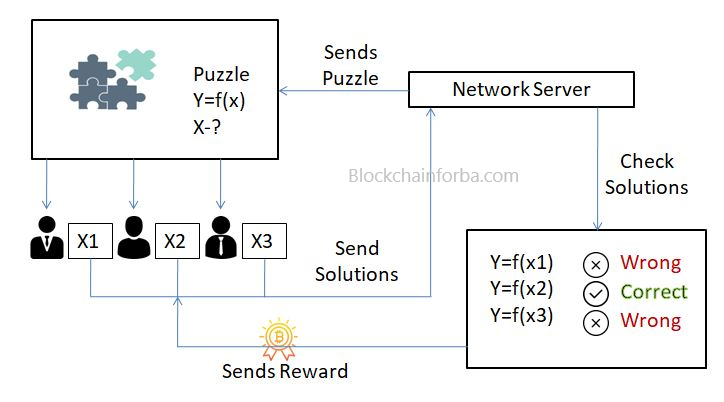 Sends
Puzzle
Puzzle
Y=f(x)
X-?
Network Server
Blockchainforba.com
Check
Solutions
X1
X2
X3
Send
Solutions
Y=f(x1) Wrong
Y=f(x2) Correct
Y=f(x3) Wrong
Sends Reward